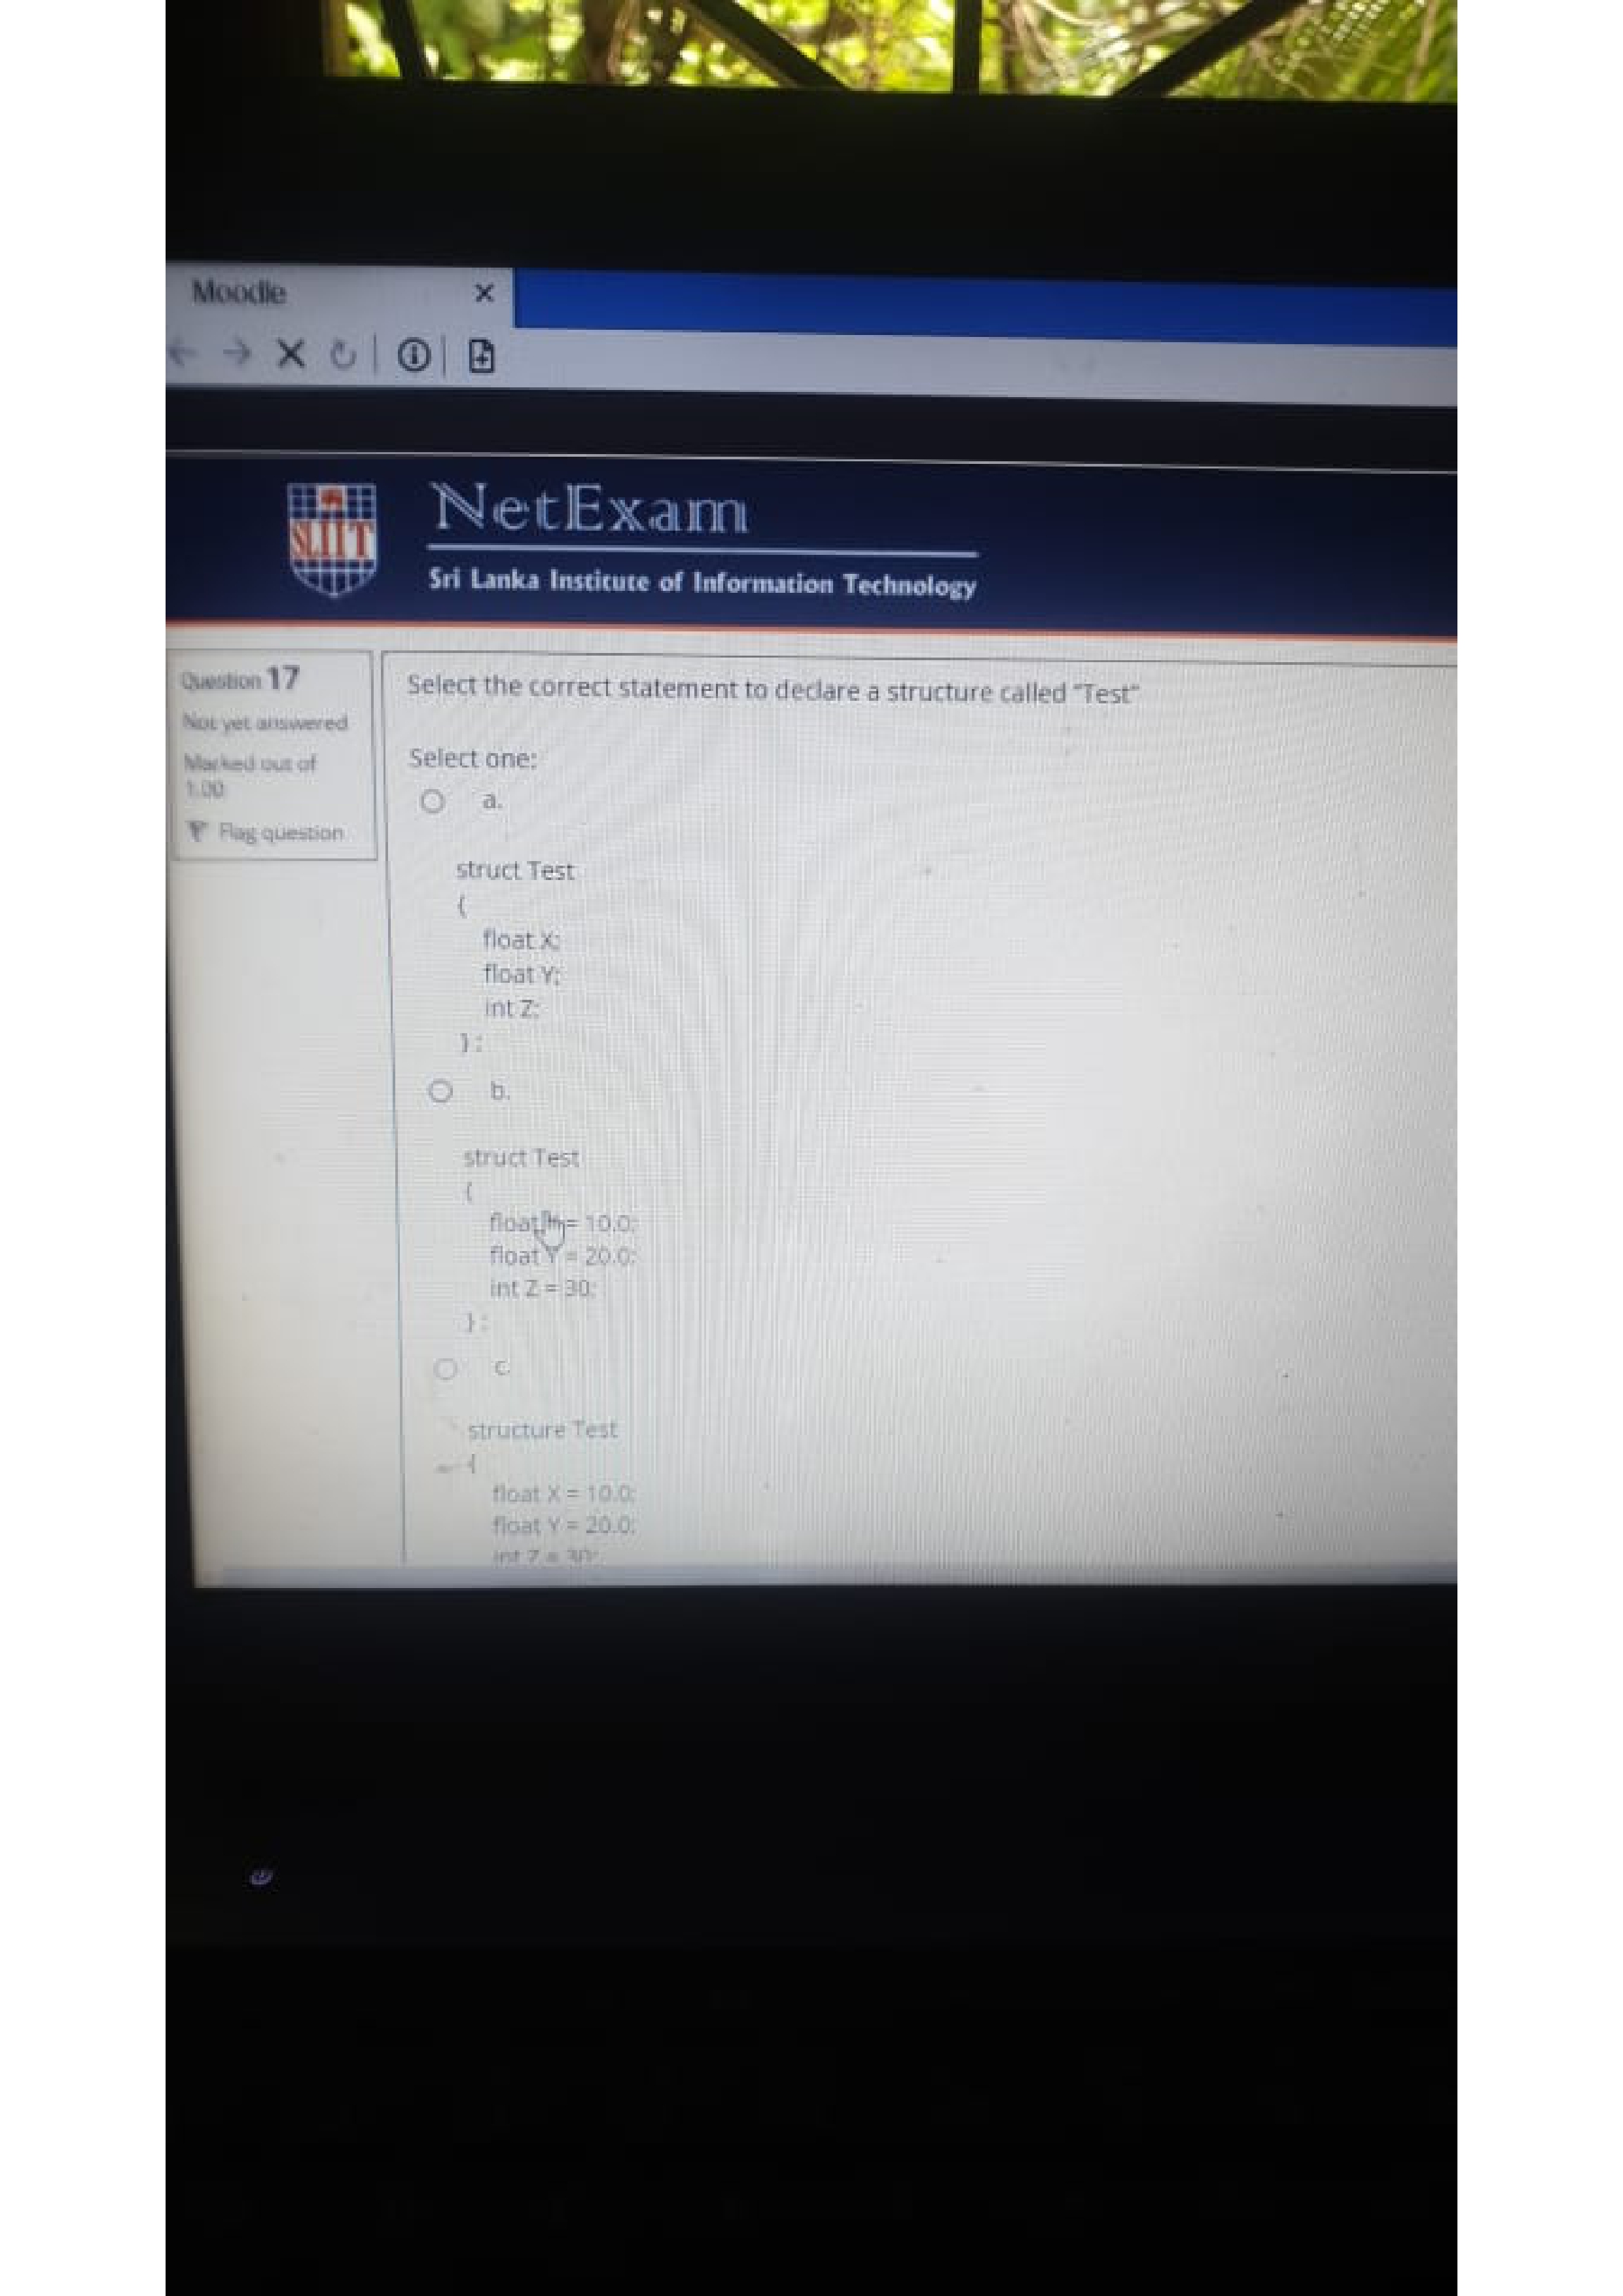 Moodle
SLIIT
NetExam
Sri Lanka Institute of Information Technology
Question 17
Not yet answered
Marked out of
1.00
Flag question
Select the correct statement to declare a structure called "Test"
Select one:
a.
struct Test
{
float X;
float Y;
int Z;
};
b.
struct Test
{
float = 10.0;
float Y = 20.0;
int Z = 30;
};
c.
structure Test
{
float X = 10.0;
float Y = 20.0;
int Z = 30;